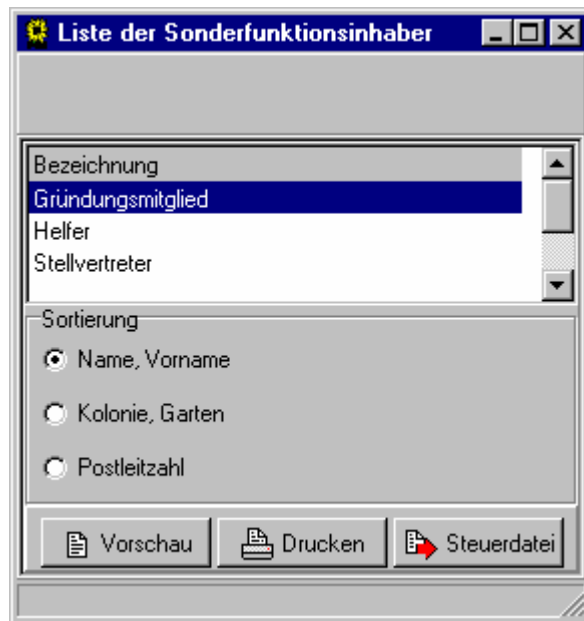 Liste der Sonderfunktionsinhaber
Bezeichnung
Gründungsmitglied
Helfer
Stellvertreter
Sortierung
Name, Vorname
Kolonie, Garten
Postleitzahl
Vorschau Drucken Steuerdatei